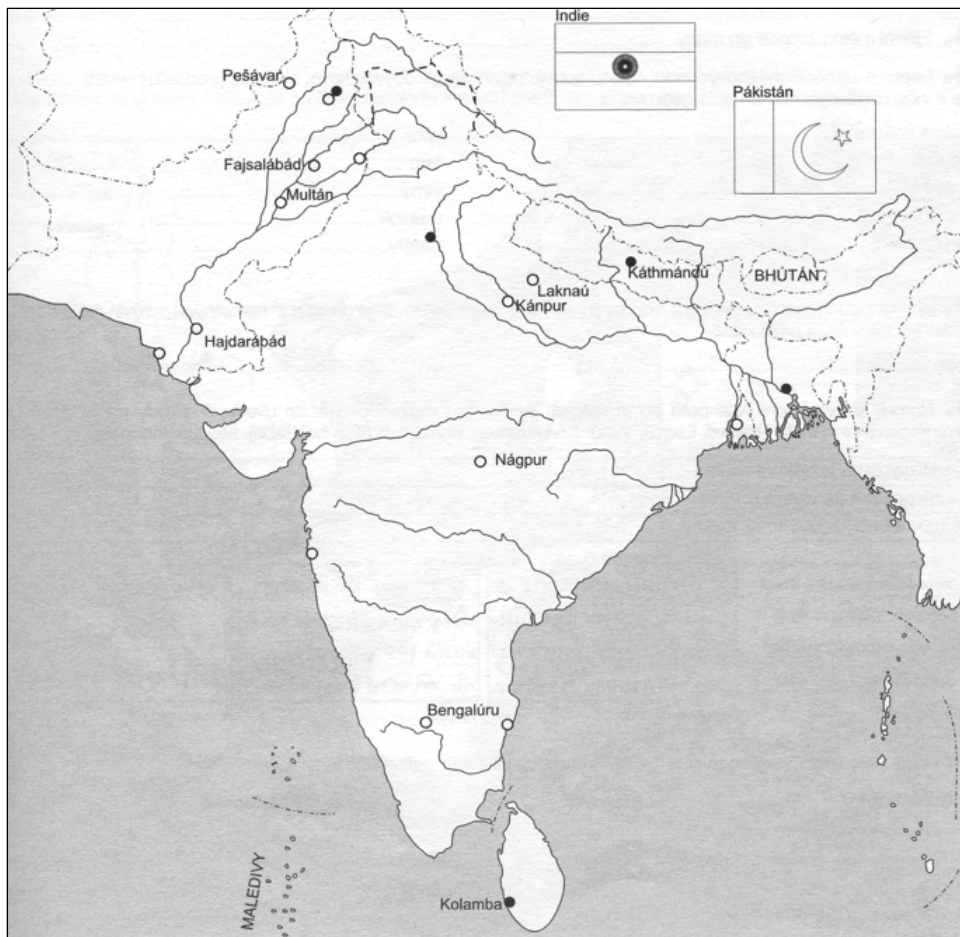 Indie
Pákistán
Pešávar
Fajsalábád
Multán
Káthmándú
BHÚTÁN
Laknaú
Kánpur
Hajdarábád
Nágpur
Bengalúru
MALEDIVY
Kolamba